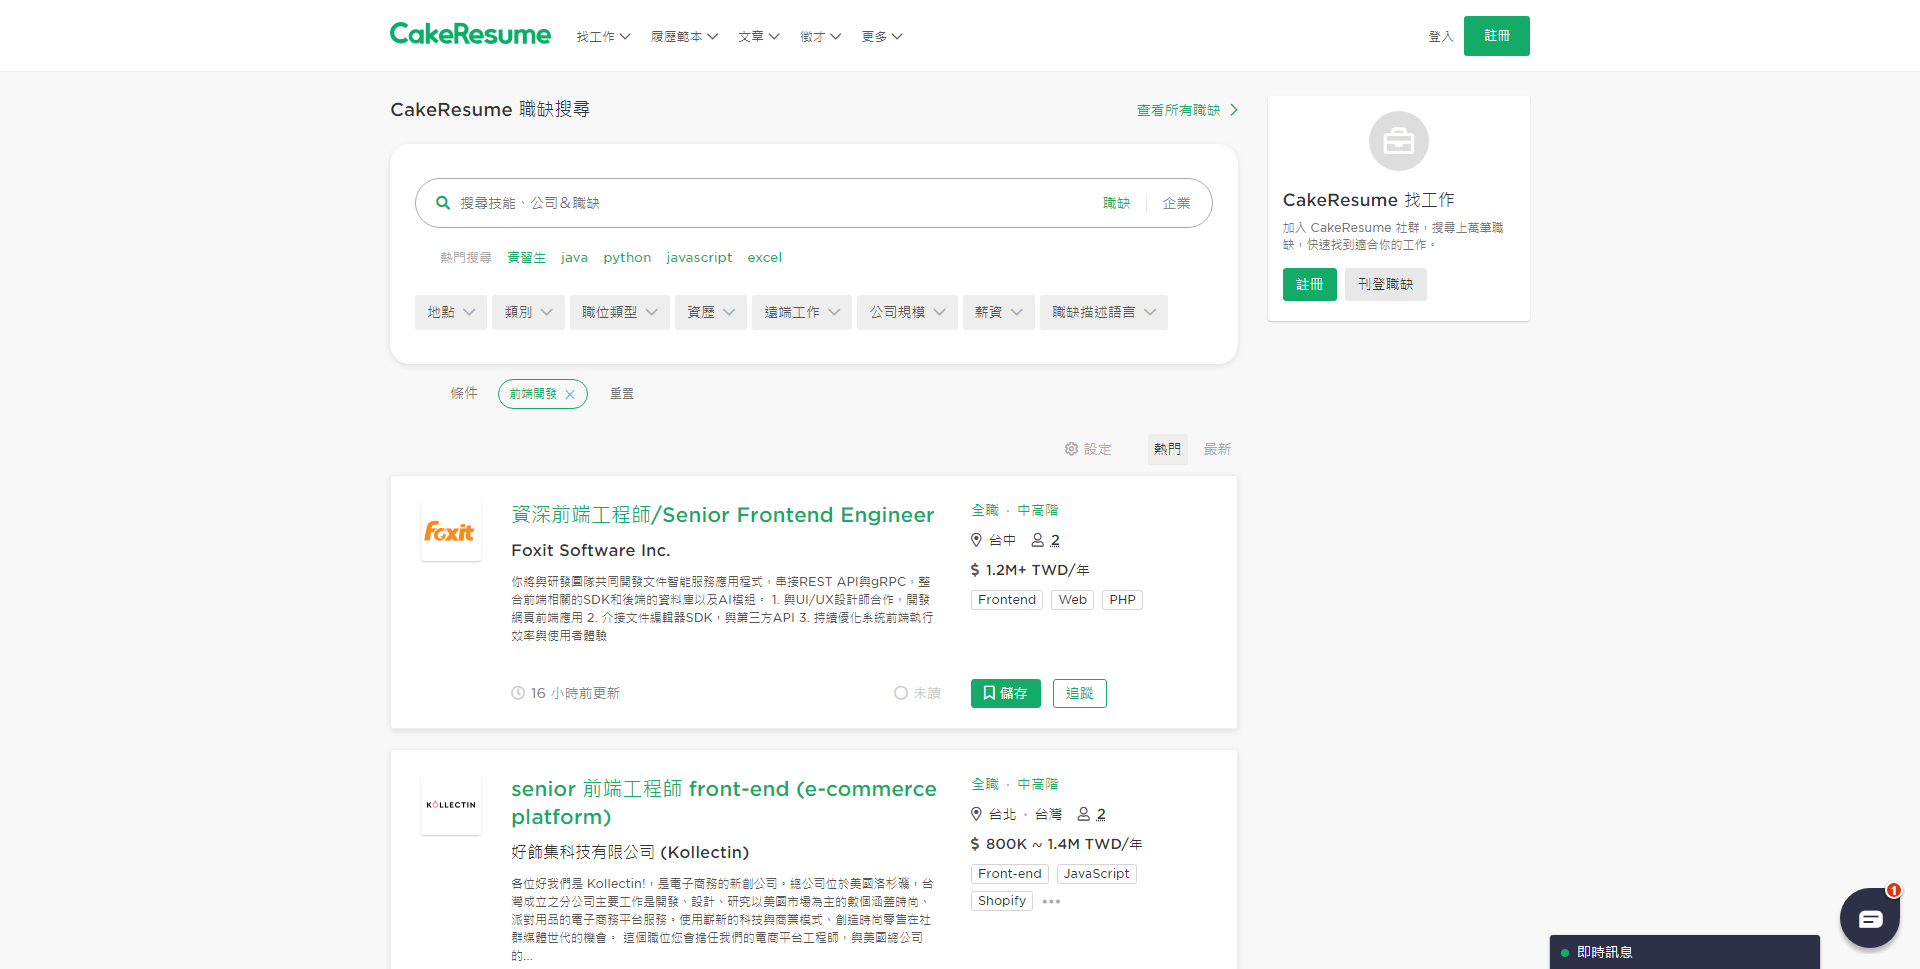 CakeResume 找工作 履歷範本 文章 徵才 更多 登入 註冊
CakeResume 職缺搜尋 查看所有職缺
搜尋技能、公司&職缺 職缺 企業
熱門搜尋 實習生 java python javascript excel
地點 類別 職位類型 資歷 遠端工作 公司規模 薪資 職缺描述語言
條件 前端開發 重置
設定 熱門 最新
Foxit
資深前端工程師/Senior Frontend Engineer
Foxit Software Inc.
你將與研發團隊共同開發文件智能服務應用程式，串接REST API與gRPC，整
合前端相關的SDK和後端的資料庫以及AI模組。 1. 與UI/UX設計師合作，開發
網頁前端應用 2. 介接文件編輯器SDK，與第三方API 3. 持續優化系統前端執行
效率與使用者體驗
16 小時前更新 未讀
全職 · 中高階
台中 2
$ 1.2M+ TWD/年
Frontend Web PHP
儲存 追蹤
KOLLECTIN
senior 前端工程師 front-end (e-commerce
platform)
好飾集科技有限公司 (Kollectin)
各位好我們是 Kollectin!，是電子商務的新創公司。總公司位於美國洛杉磯，台
灣成立之分公司主要工作是開發、設計、研究以美國市場為主的數個涵蓋時尚、
派對用品的電子商務平台服務。使用嶄新的科技與商業模式、創造時尚零售在社
群媒體世代的機會。 這個職位您會擔任我們的電商平台工程師，與美國總公司
的...
全職 · 中高階
台北 · 台灣 2
$ 800K ~ 1.4M TWD/年
Front-end JavaScript
Shopify •••
CakeResume 找工作
加入 CakeResume 社群，搜尋上萬筆職
缺，快速找到適合你的工作。
註冊 刊登職缺
1
即時訊息